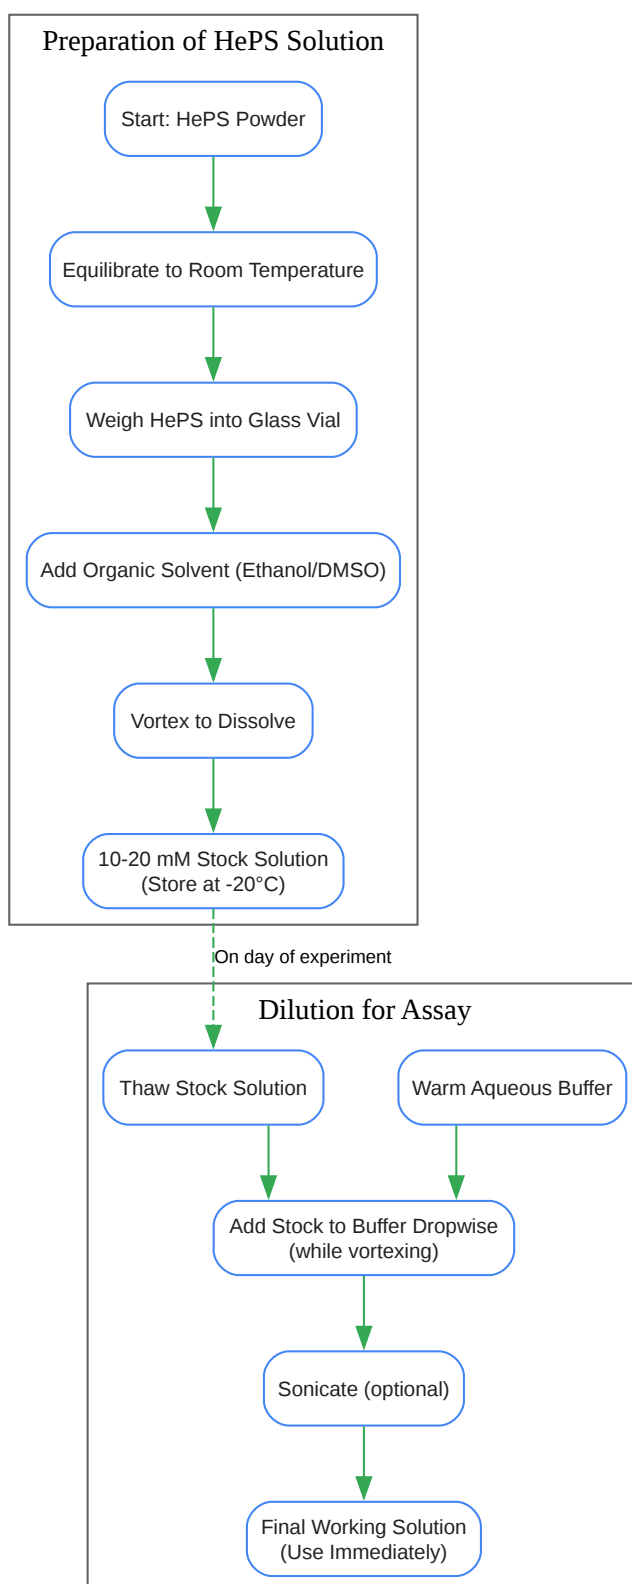 Preparation of HePS Solution
Start: HePS Powder
Equilibrate to Room Temperature
Weigh HePS into Glass Vial
Add Organic Solvent (Ethanol/DMSO)
Vortex to Dissolve
10-20 mM Stock Solution
(Store at -20°C)
On day of experiment
Dilution for Assay
Thaw Stock Solution
Warm Aqueous Buffer
Add Stock to Buffer Dropwise
(while vortexing)
Sonicate (optional)
Final Working Solution
(Use Immediately)